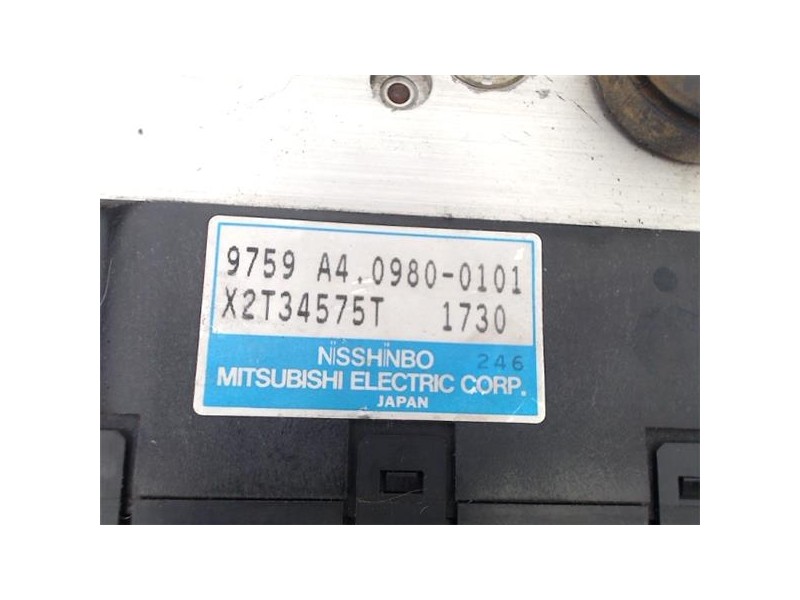 9759 A4.0980-0101
X2T34575T 1730
NISSHINBO 246
MITSUBISHI ELECTRIC CORP.
JAPAN